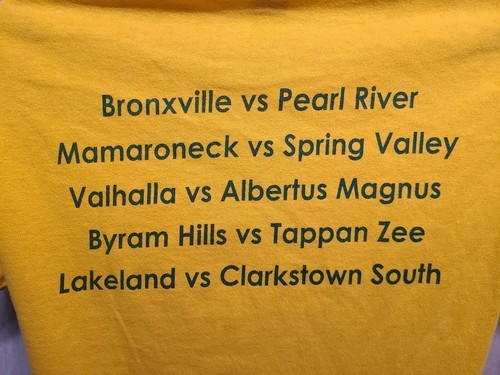 Bronxville vs Pearl River
Mamaroneck vs Spring Valley
Valhalla vs Albertus Magnus
Byram Hills vs Tappan Zee
Lakeland vs Clarkstown South